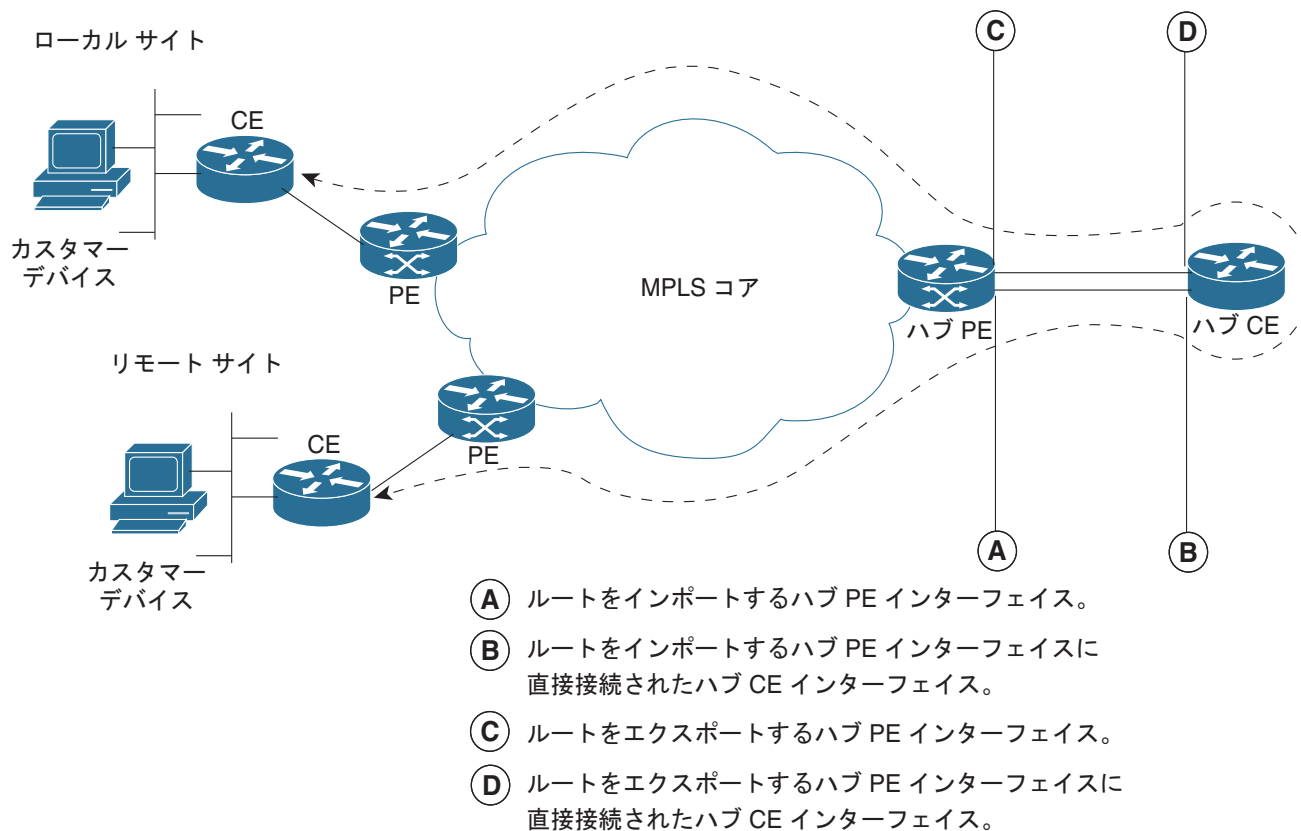 ローカル サイト
C
D
CE
カスタマー
デバイス
PE
MPLS コア
ハブ PE
ハブ CE
リモート サイト
CE
PE
カスタマー
デバイス
A
B
A ルートをインポートするハブ PE インターフェイス。
B ルートをインポートするハブ PE インターフェイスに
直接接続されたハブ CE インターフェイス。
C ルートをエクスポートするハブ PE インターフェイス。
D ルートをエクスポートするハブ PE インターフェイスに
直接接続されたハブ CE インターフェイス。